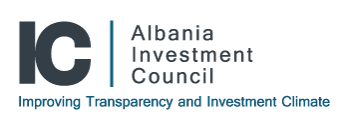 IC
Albania
Investment
Council
Improving Transparency and Investment Climate